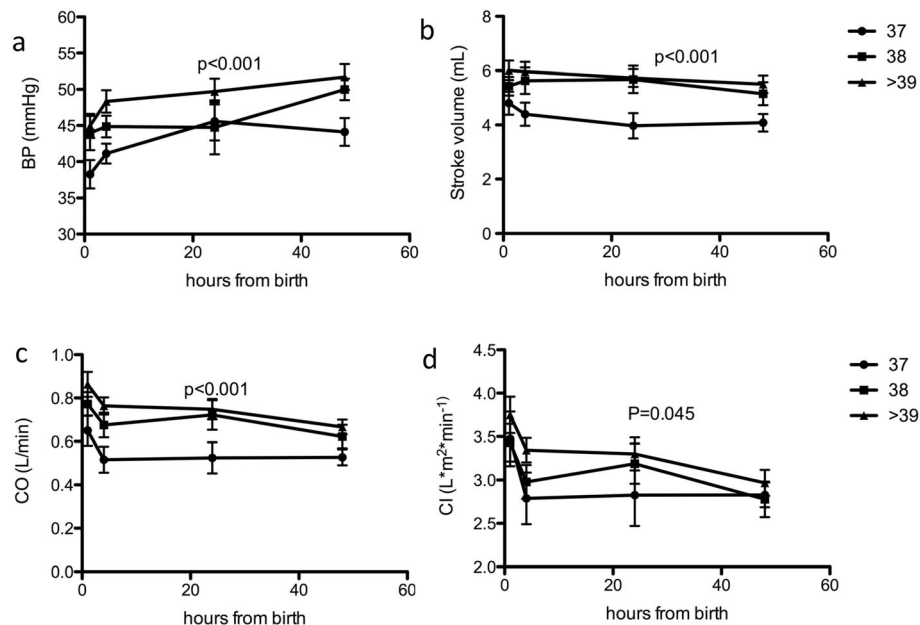 a
60
55
50
45
40
35
30
BP (mmHg)
p<0.001
0
20
40
60
hours from birth
b
8
6
4
2
0
Stroke volume (mL)
p<0.001
0
20
40
60
hours from birth
37
38
>39
c
1.0
0.8
0.6
0.4
0.2
0.0
CO (L/min)
p<0.001
0
20
40
60
hours from birth
d
4.5
4.0
3.5
3.0
2.5
2.0
CI (L*m²*min⁻¹)
P=0.045
0
20
40
60
hours from birth
37
38
>39